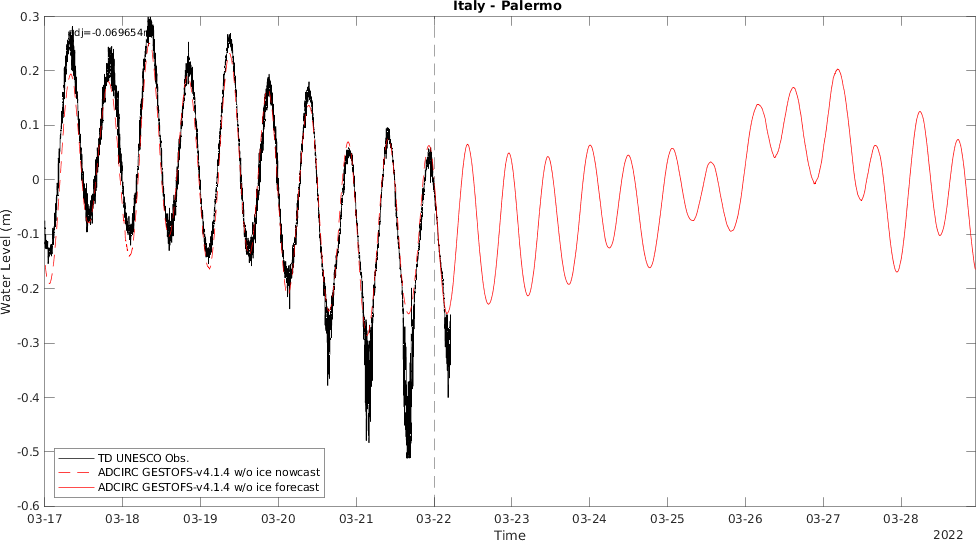 Italy - Palermo
adj=-0.069654m
0.3
0.2
0.1
0
-0.1
-0.2
-0.3
-0.4
-0.5
-0.6
Water Level (m)
TD UNESCO Obs.
ADCIRC GESTOFS-v4.1.4 w/o ice nowcast
ADCIRC GESTOFS-v4.1.4 w/o ice forecast
03-17 03-18 03-19 03-20 03-21 03-22 03-23 03-24 03-25 03-26 03-27 03-28
Time
2022